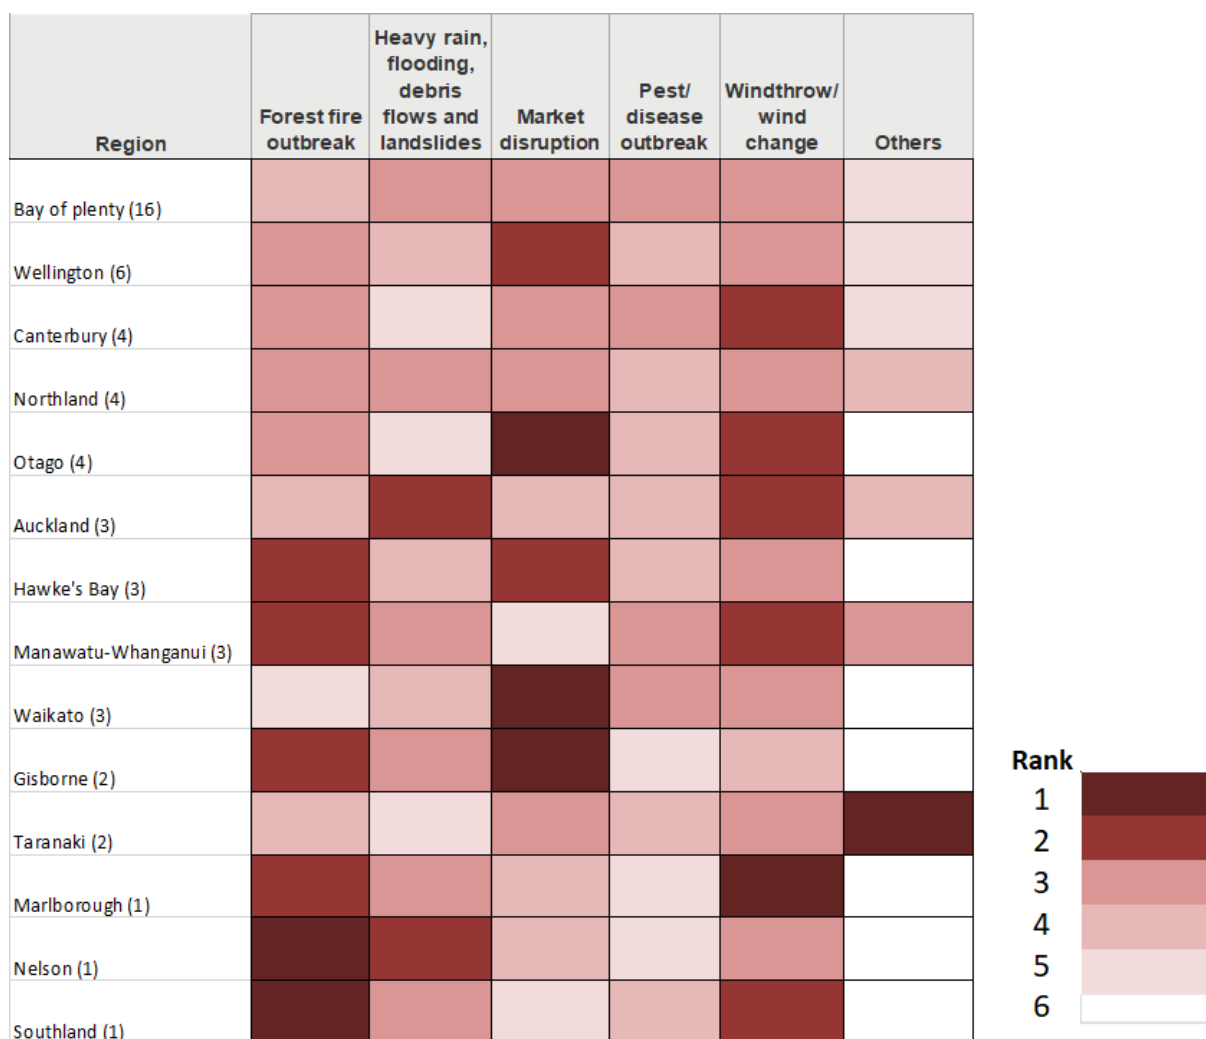 Region
Forest fire
outbreak
Heavy rain,
flooding,
debris
flows and
landslides
Market
disruption
Pest/
disease
outbreak
Windthrow/
wind
change
Others
Bay of plenty (16)
Wellington (6)
Canterbury (4)
Northland (4)
Otago (4)
Auckland (3)
Hawke's Bay (3)
Manawatu-Whanganui (3)
Waikato (3)
Gisborne (2)
Taranaki (2)
Marlborough (1)
Nelson (1)
Southland (1)
Rank
1
2
3
4
5
6